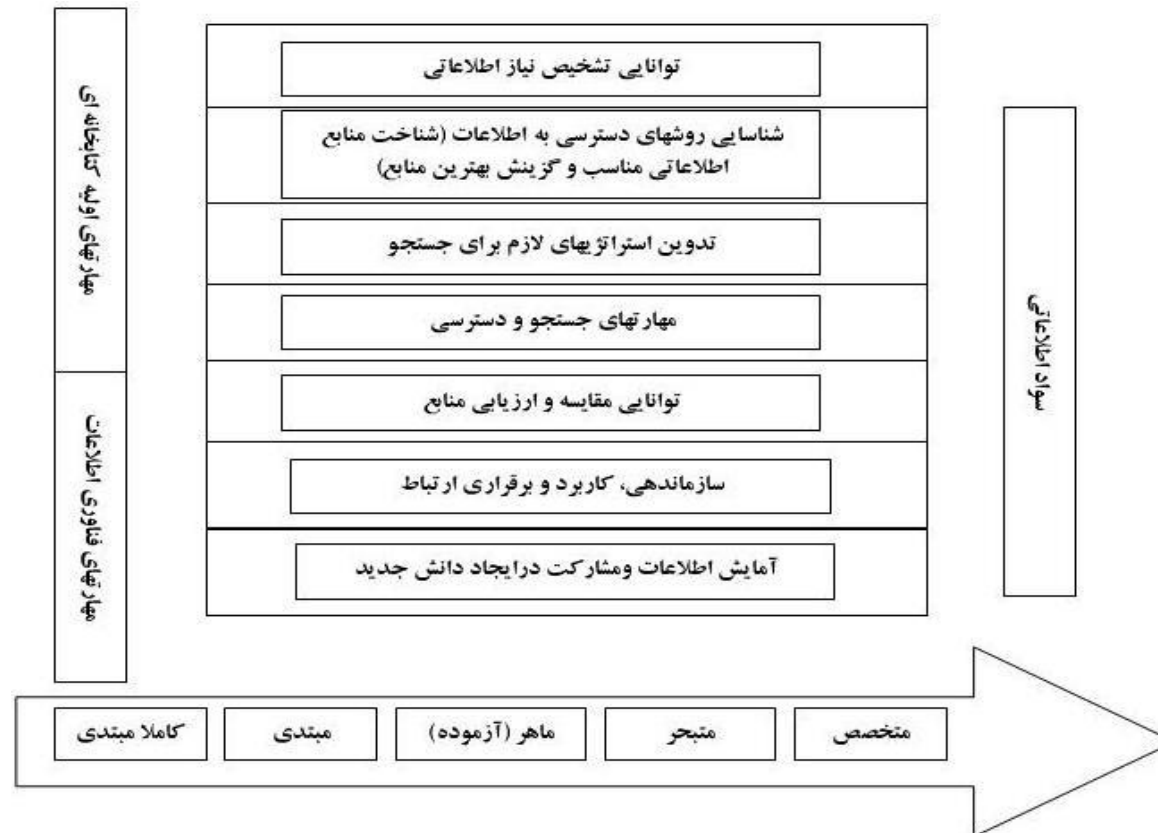 توانایی تشخیص نیاز اطلاعاتی
شناسایی روشهای دسترسی به اطلاعات (شناخت منابع
اطلاعاتی مناسب و گزینش بهترین منابع)
تدوین استراتژیهای لازم برای جستجو
مهارتهای جستجو و دسترسی
توانایی مقایسه و ارزیابی منابع
سازماندهی، کاربرد و برقراری ارتباط
آمایش اطلاعات ومشارکت درایجاد دانش جدید
سواد اطلاعاتی
مهارتهای اولیه کتابخانه ای
مهارتهای فناوری اطلاعات
کاملا مبتدی
مبتدی
ماهر (آزموده)
متبحر
متخصص